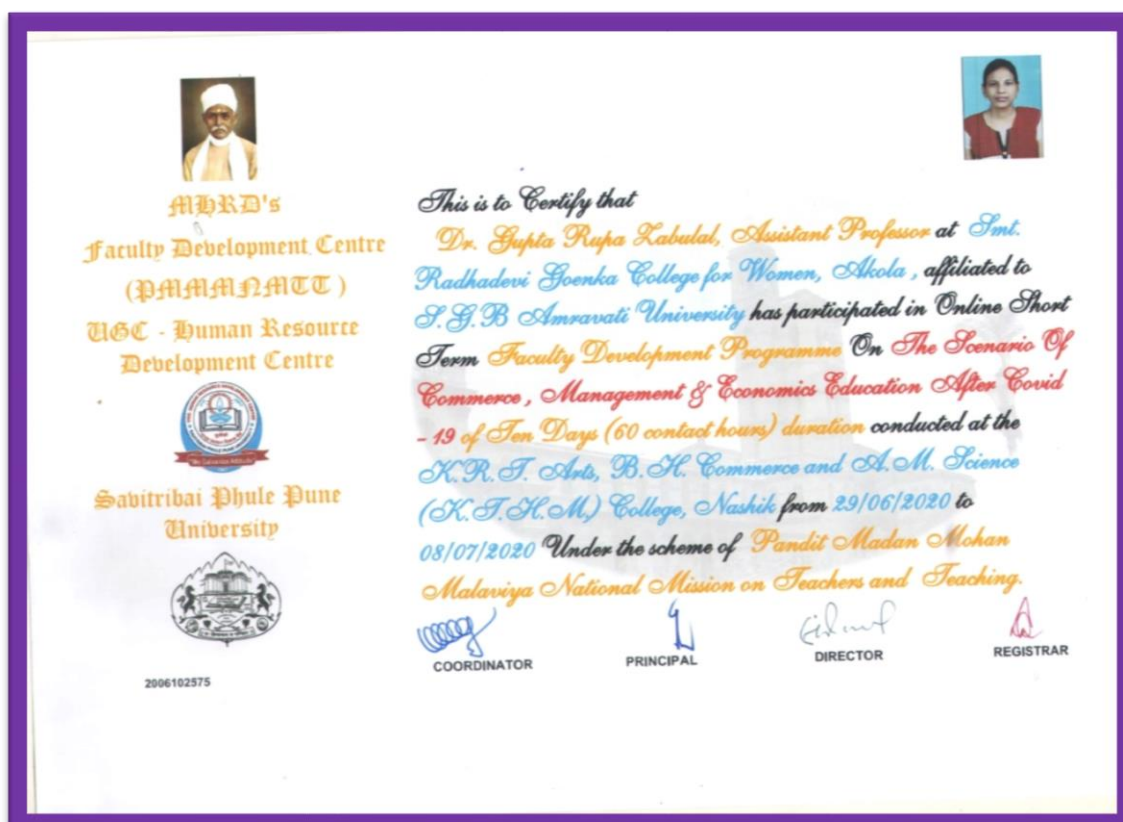 MHRD's
Faculty Development Centre
(PMMMNMTT)
UGC - Human Resource
Development Centre
Savitribai Phule Pune
University
2006102575
This is to Certify that
Dr. Gupta Rupa Zabulal, Assistant Professor at Smt.
Radhadevi Goenka College for Women, Akola , affiliated to
S.G.B Amravati University has participated in Online Short
Term Faculty Development Programme On The Scenario Of
Commerce , Management & Economics Education After Covid
- 19 of Ten Days (60 contact hours) duration conducted at the
K.R.T. Arts, B.H. Commerce and A.M. Science
(K.T.H.M.) College, Nashik from 29/06/2020 to
08/07/2020 Under the scheme of Pandit Madan Mohan
Malaviya National Mission on Teachers and Teaching.
COORDINATOR
PRINCIPAL
DIRECTOR
REGISTRAR